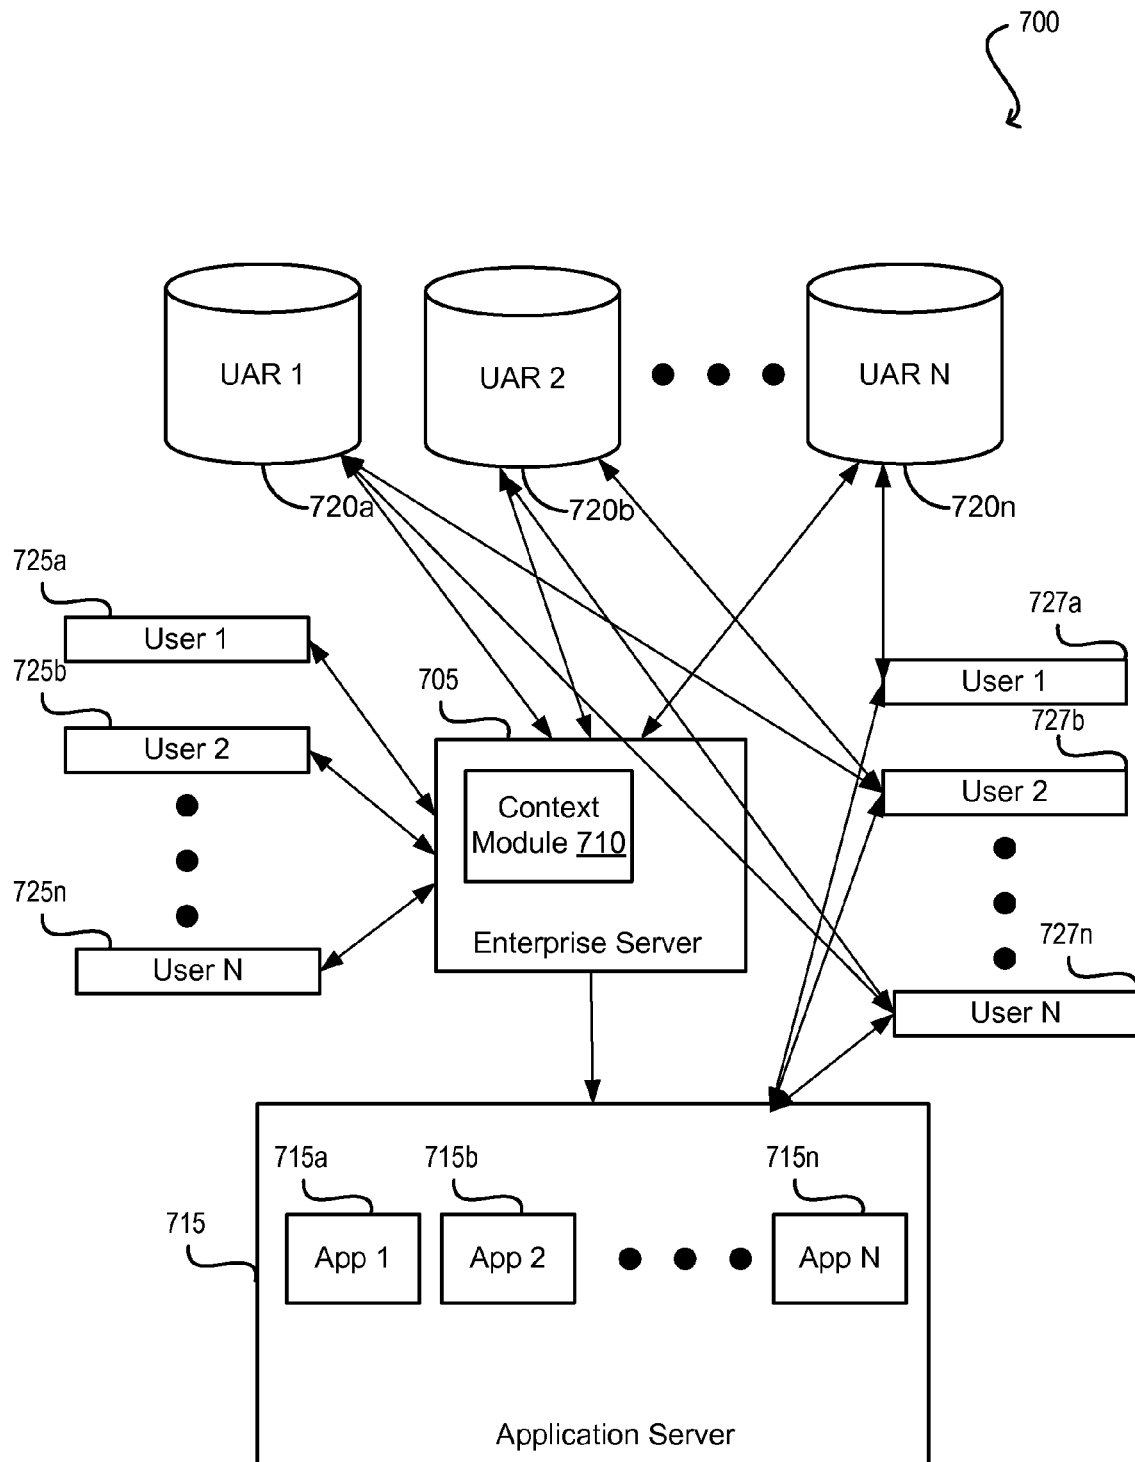 700
UAR 1
UAR 2
UAR N
720a
720b
720n
725a
User 1
725b
User 2
725n
User N
705
Context
Module 710
Enterprise Server
727a
User 1
727b
User 2
727n
User N
715
715a
App 1
715b
App 2
715n
App N
Application Server